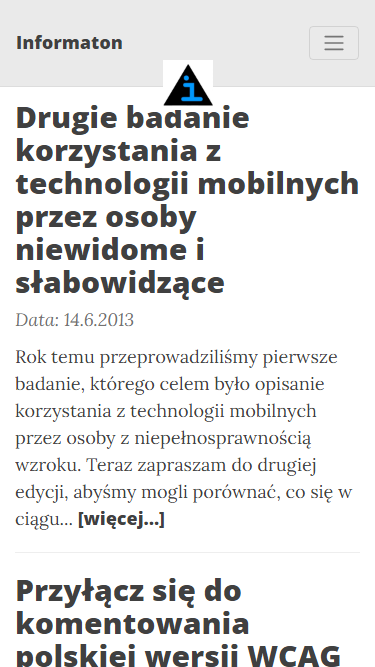 Informaton
i
Drugie badanie
korzystania z
technologii mobilnych
przez osoby
niewidome i
słabowidzące
Data: 14.6.2013
Rok temu przeprowadziliśmy pierwsze
badanie, którego celem było opisanie
korzystania z technologii mobilnych
przez osoby z niepełnosprawnością
wzroku. Teraz zapraszam do drugiej
edycji, abyśmy mogli porównać, co się w
ciągu... [więcej...]
Przyłącz się do
komentowania
polskiej wersji WCAG